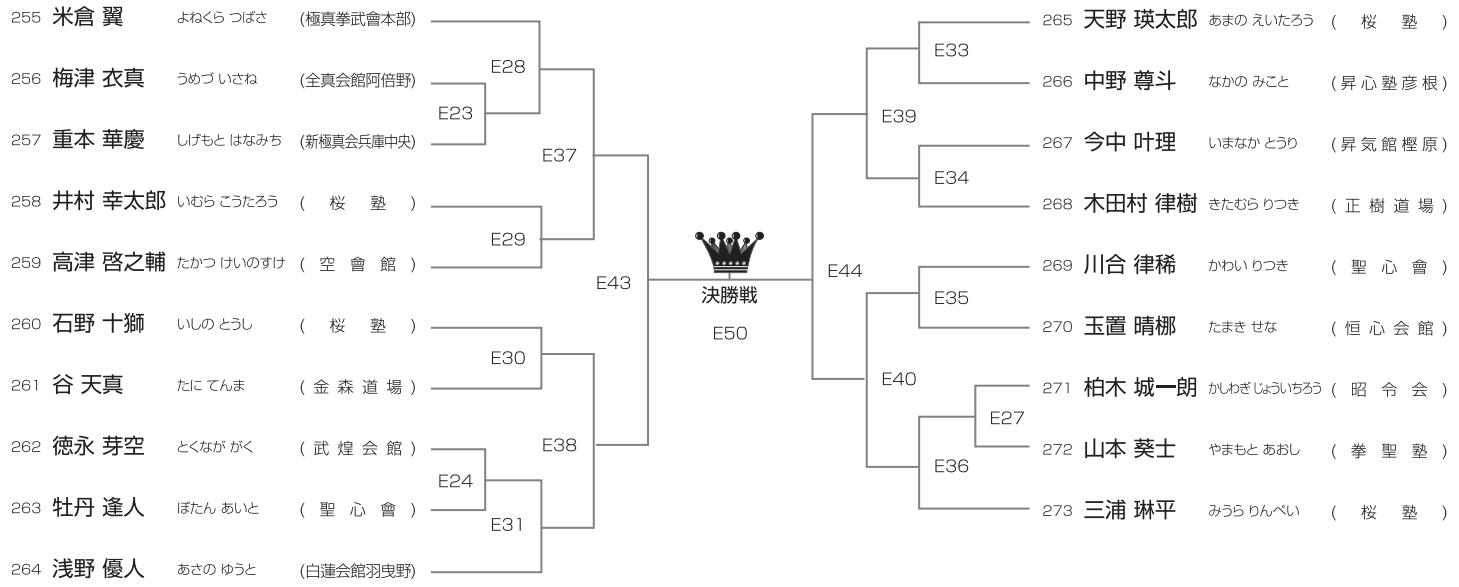 255 米倉 翼 よねくら つばさ (極真拳武會本部)
E28
256 梅津 衣真 うめづ いさね (全真会館阿倍野)
E23
257 重本 華慶 しげもと はなみち (新極真会兵庫中央)
E37
258 井村 幸太郎 いむら こうたろう ( 桜 塾 )
E29
259 高津 啓之輔 たかつ けいのすけ ( 空 會 館 )
E43
260 石野 十獅 いしの とうし ( 桜 塾 )
E30
261 谷 天真 たに てんま ( 金 森 道 場 )
E38
262 徳永 芽空 とくなが がく ( 武 煌 会 館 )
E24
263 牡丹 逢人 ぼたん あいと ( 聖 心 會 )
E31
264 浅野 優人 あさの ゆうと (白蓮会館羽曳野)
決勝戦
E50
265 天野 瑛太郎 あまの えいたろう ( 桜 塾 )
E33
266 中野 尊斗 なかの みこと ( 昇 心 塾 彦 根 )
E39
267 今中 叶理 いまなか とうり ( 昇 気 館 樫 原 )
E34
268 木田村 律樹 きたむら りつき ( 正 樹 道 場 )
E44
269 川合 律稀 かわい りつき ( 聖 心 會 )
E35
270 玉置 晴梛 たまき せな ( 恒 心 会 館 )
E40
271 柏木 城一朗 かしわぎ じょういちろう ( 昭 令 会 )
E27
272 山本 葵士 やまもと あおし ( 拳 聖 塾 )
E36
273 三浦 琳平 みうら りんぺい ( 桜 塾 )